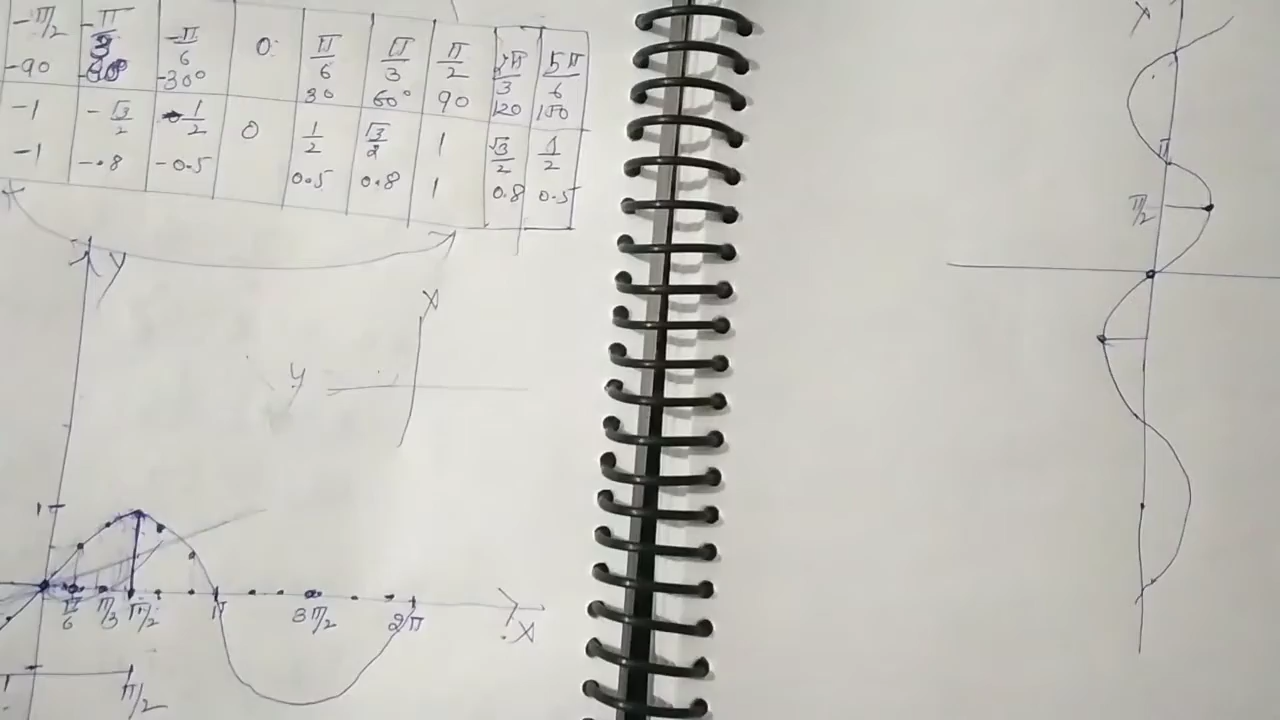 -π/2 -π/3 -π/6 0 π/6 π/3 π/2 2π/3 5π/6
-90 -30° 30 60° 90 120 150
-1 -√3/2 -1/2 0 1/2 √3/2 1 √3/2 1/2
-1 -.8 -0.5 0.5 0.8 1 0.8 0.5
y
x
y
1
π/6 π/3 π/2 π 3π/2 2π
x
π/2
x
π
π/2